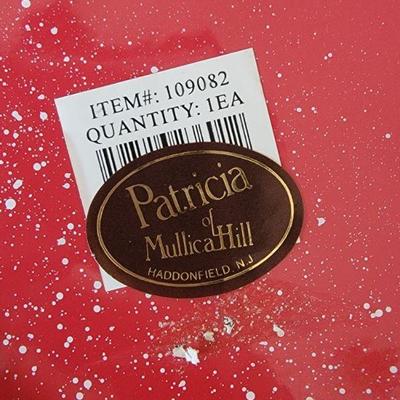 ITEM#: 109082
QUANTITY: 1EA
Patricia
of
Mullica Hill
HADDONFIELD, N.J.